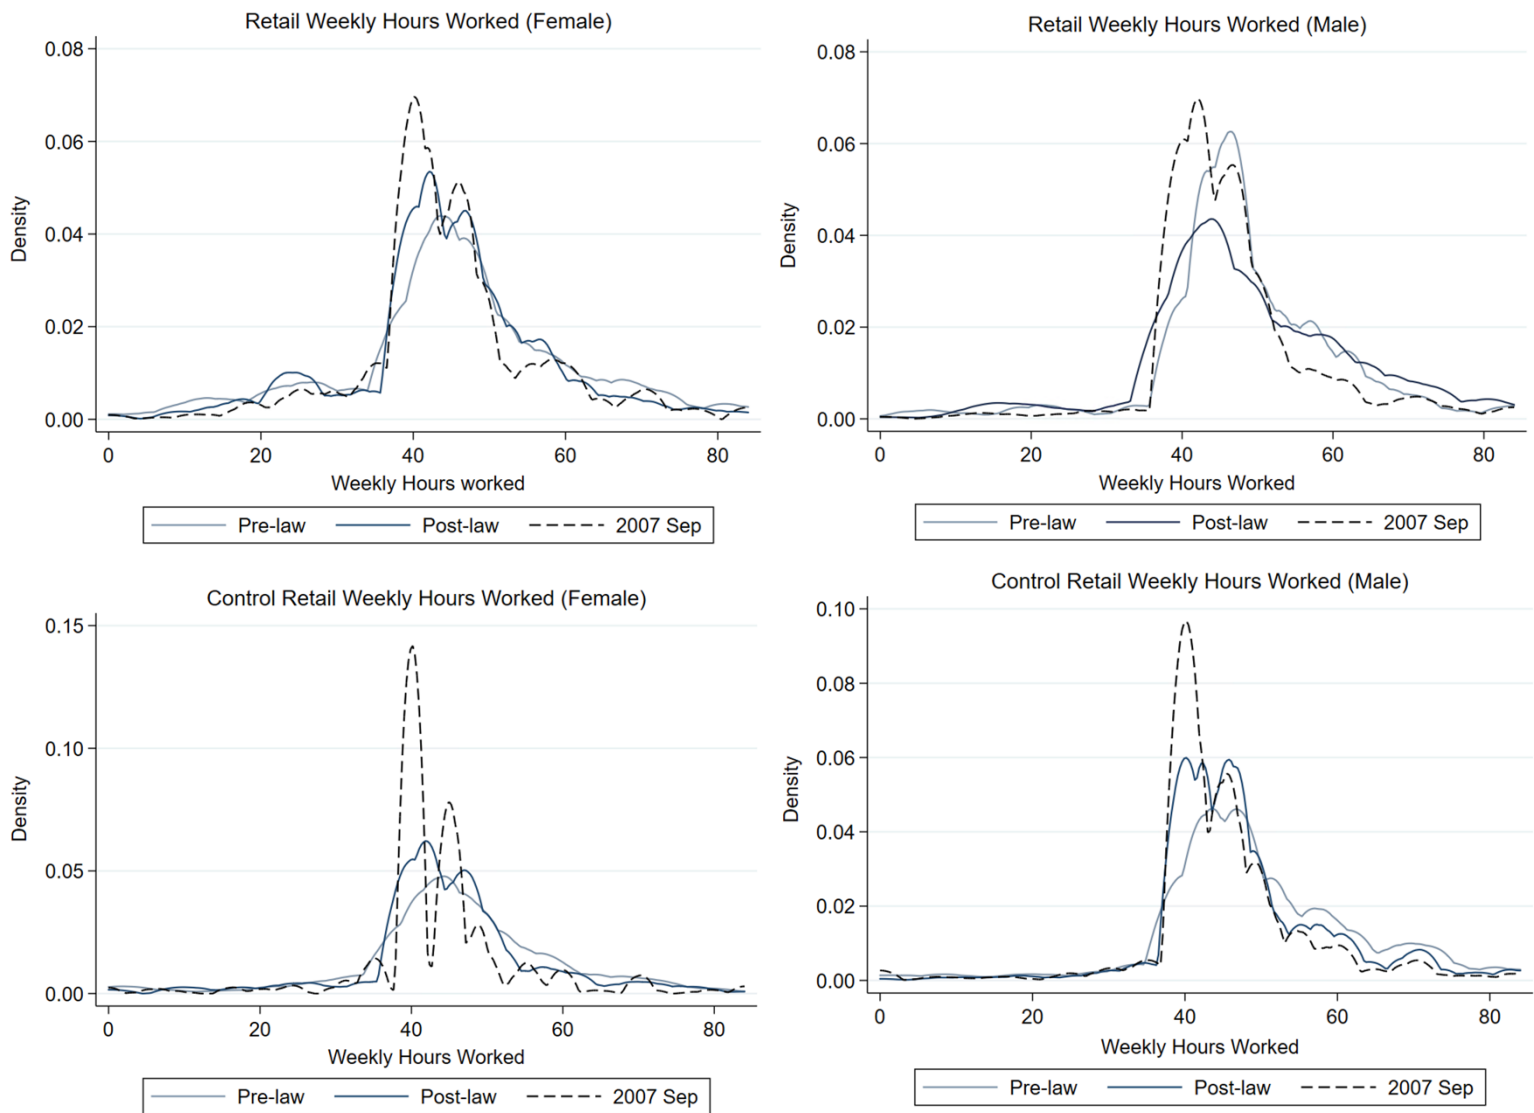 Retail Weekly Hours Worked (Female)
0.08
0.06
0.04
0.02
0.00
Density
0
20
40
60
80
Weekly Hours worked
Pre-law
Post-law
2007 Sep
Retail Weekly Hours Worked (Male)
0.08
0.06
0.04
0.02
0.00
Density
0
20
40
60
80
Weekly Hours Worked
Pre-law
Post-law
2007 Sep
Control Retail Weekly Hours Worked (Female)
0.15
0.10
0.05
0.00
Density
0
20
40
60
80
Weekly Hours Worked
Pre-law
Post-law
2007 Sep
Control Retail Weekly Hours Worked (Male)
0.10
0.08
0.06
0.04
0.02
0.00
Density
0
20
40
60
80
Weekly Hours Worked
Pre-law
Post-law
2007 Sep